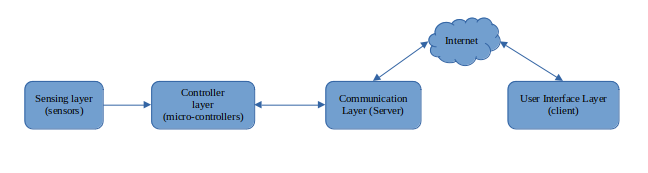 Internet
Sensing layer
(sensors)
Controller
layer
(micro-controllers)
Communication
Layer (Server)
User Interface Layer
(client)